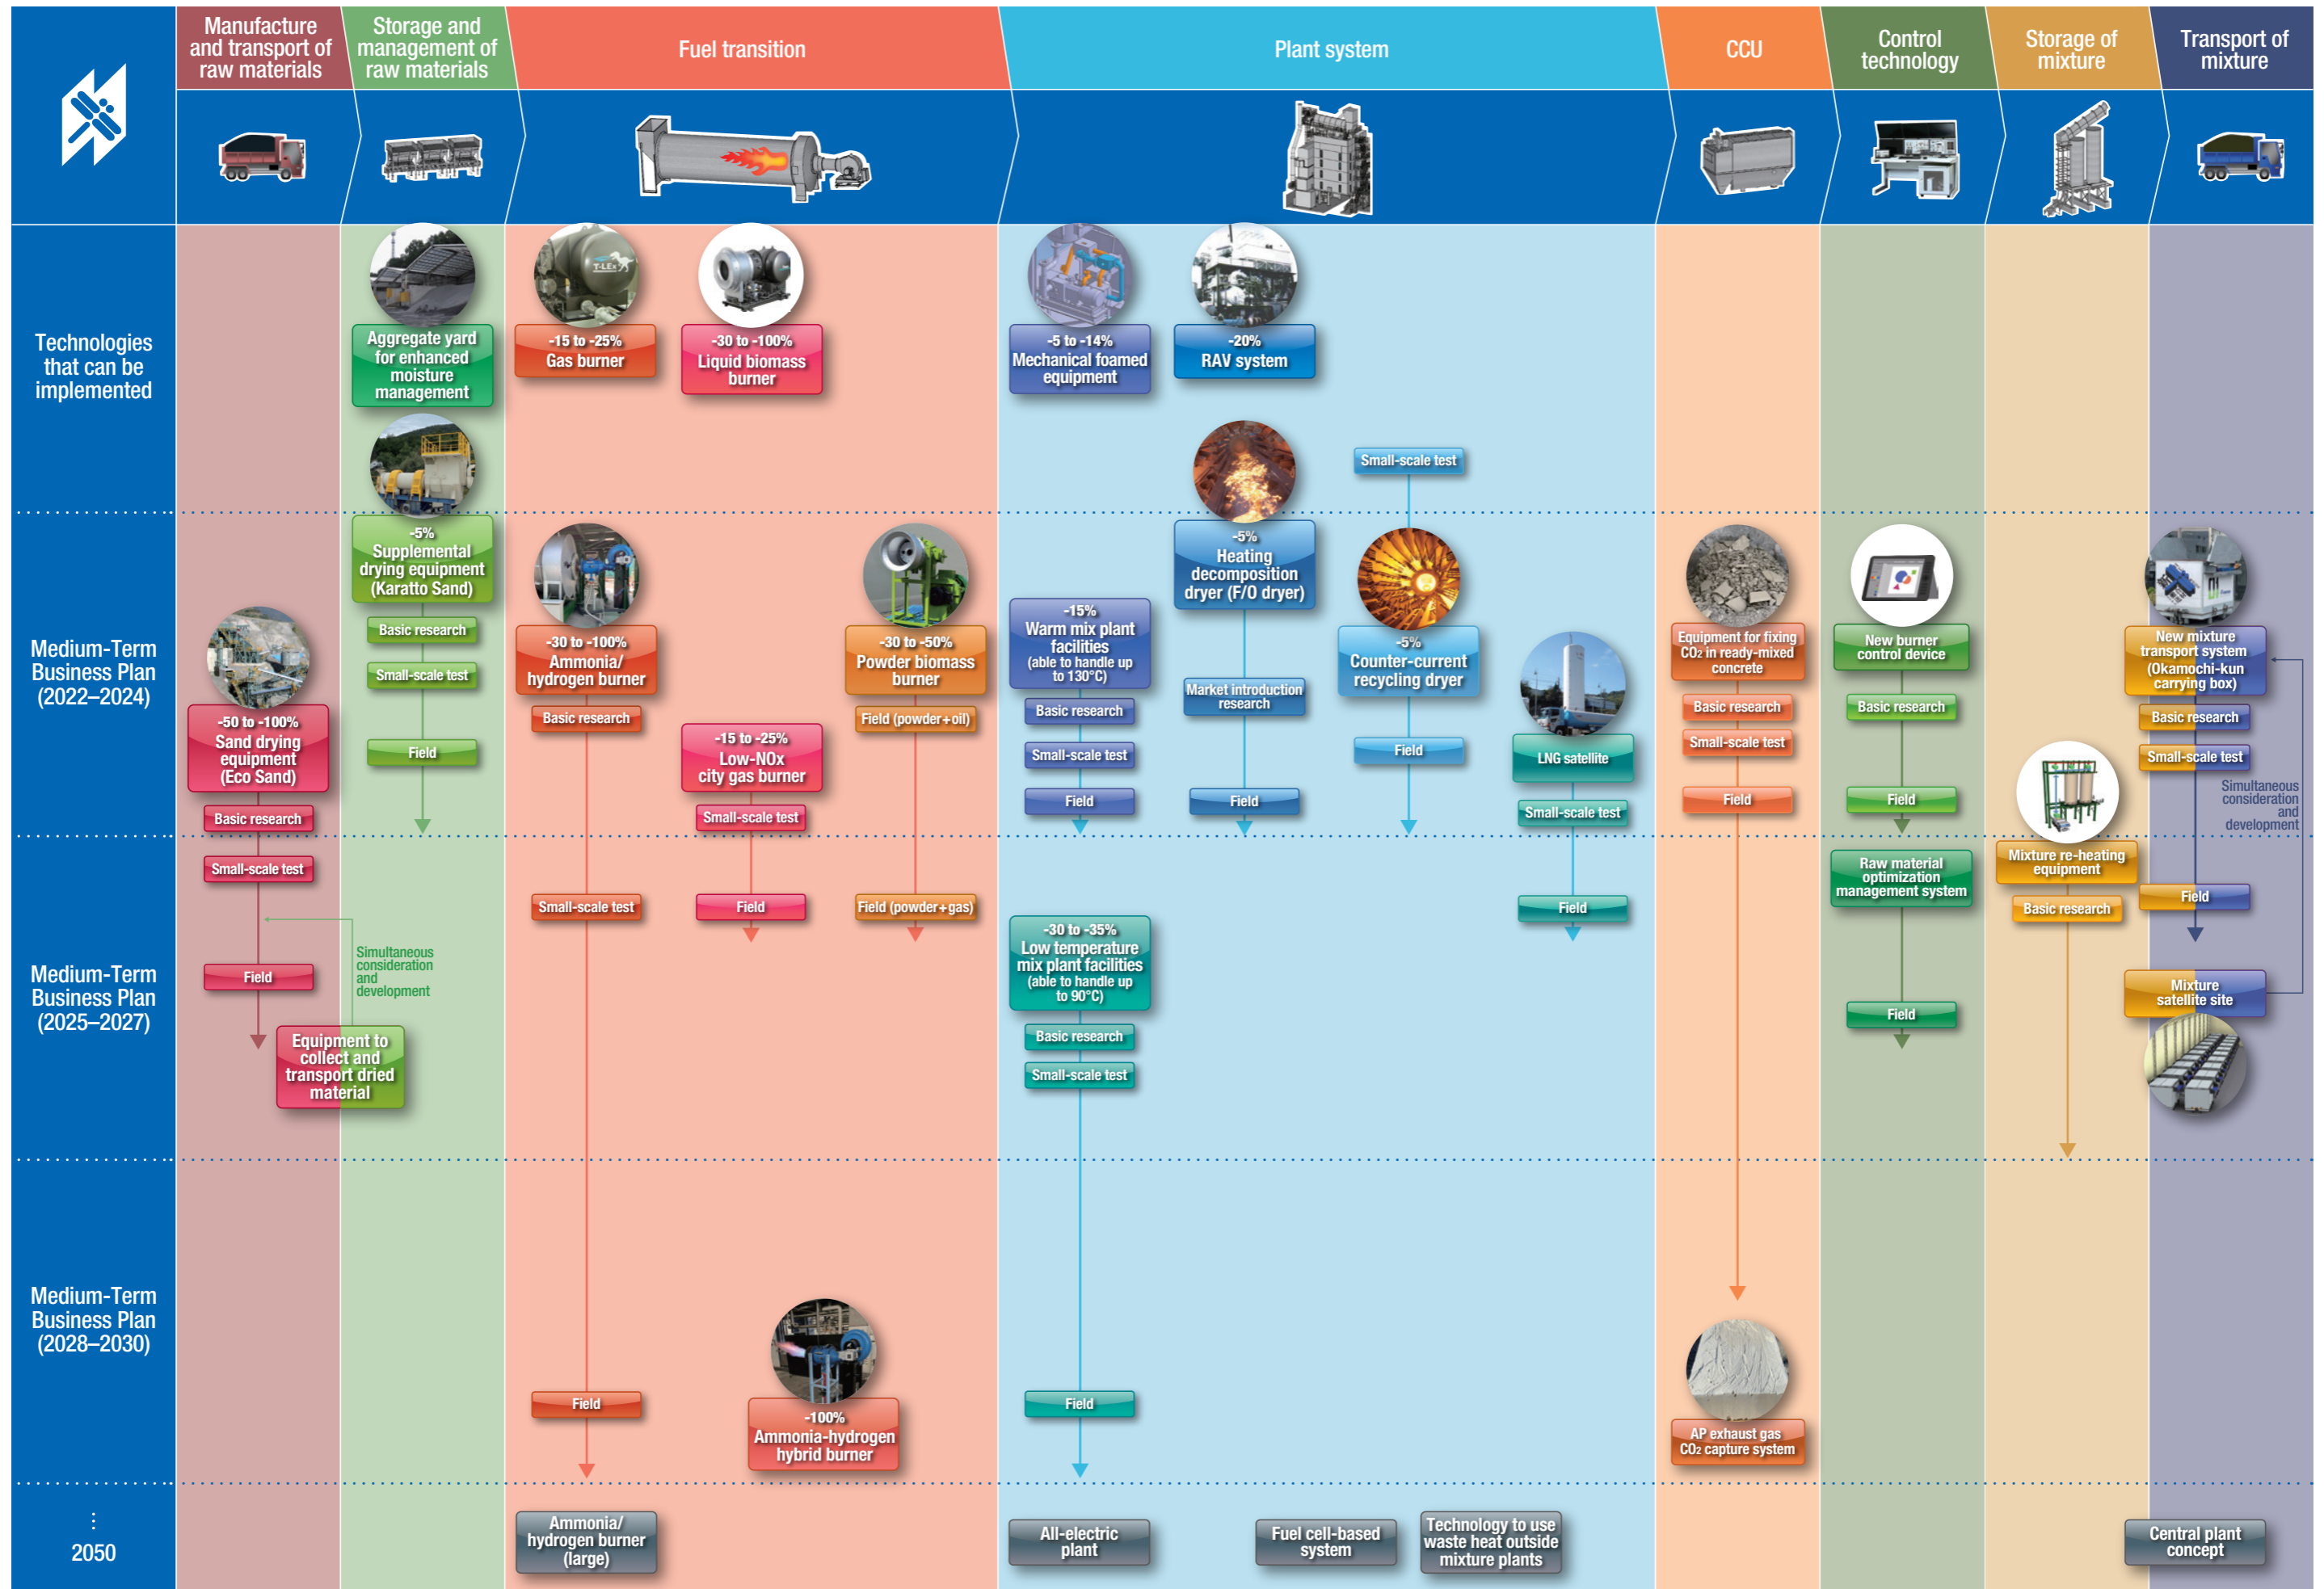 Manufacture
and transport of
raw materials
Storage and
management of
raw materials
Fuel transition
Plant system
CCU
Control
technology
Storage of
mixture
Transport of
mixture
Technologies
that can be
implemented
T-LEx
Aggregate yard
for enhanced
moisture
management
-15 to -25%
Gas burner
-30 to -100%
Liquid biomass
burner
-5 to -14%
Mechanical foamed
equipment
-20%
RAV system
Small-scale test
Medium-Term
Business Plan
(2022–2024)
-50 to -100%
Sand drying
equipment
(Eco Sand)
Basic research
-5%
Supplemental
drying equipment
(Karatto Sand)
Basic research
Small-scale test
Field
-30 to -100%
Ammonia/
hydrogen burner
Basic research
-15 to -25%
Low-NOx
city gas burner
Small-scale test
-30 to -50%
Powder biomass
burner
Field (powder+oil)
-15%
Warm mix plant
facilities
(able to handle up
to 130°C)
Basic research
Small-scale test
Field
-5%
Heating
decomposition
dryer (F/O dryer)
Market introduction
research
Field
-5%
Counter-current
recycling dryer
Field
LNG satellite
Small-scale test
Equipment for fixing
CO2 in ready-mixed
concrete
Basic research
Small-scale test
Field
New burner
control device
Basic research
Field
New mixture
transport system
(Okamochi-kun
carrying box)
Basic research
Small-scale test
Simultaneous
consideration
and
development
Medium-Term
Business Plan
(2025–2027)
Small-scale test
Field
Simultaneous
consideration
and
development
Equipment to
collect and
transport dried
material
Small-scale test
Field
Field (powder+gas)
-30 to -35%
Low temperature
mix plant facilities
(able to handle up
to 90°C)
Basic research
Small-scale test
Field
Raw material
optimization
management system
Field
Mixture re-heating
equipment
Basic research
Field
Mixture
satellite site
Medium-Term
Business Plan
(2028–2030)
Field
-100%
Ammonia-hydrogen
hybrid burner
Field
AP exhaust gas
CO2 capture system
⋮
2050
Ammonia/
hydrogen burner
(large)
All-electric
plant
Fuel cell-based
system
Technology to use
waste heat outside
mixture plants
Central plant
concept